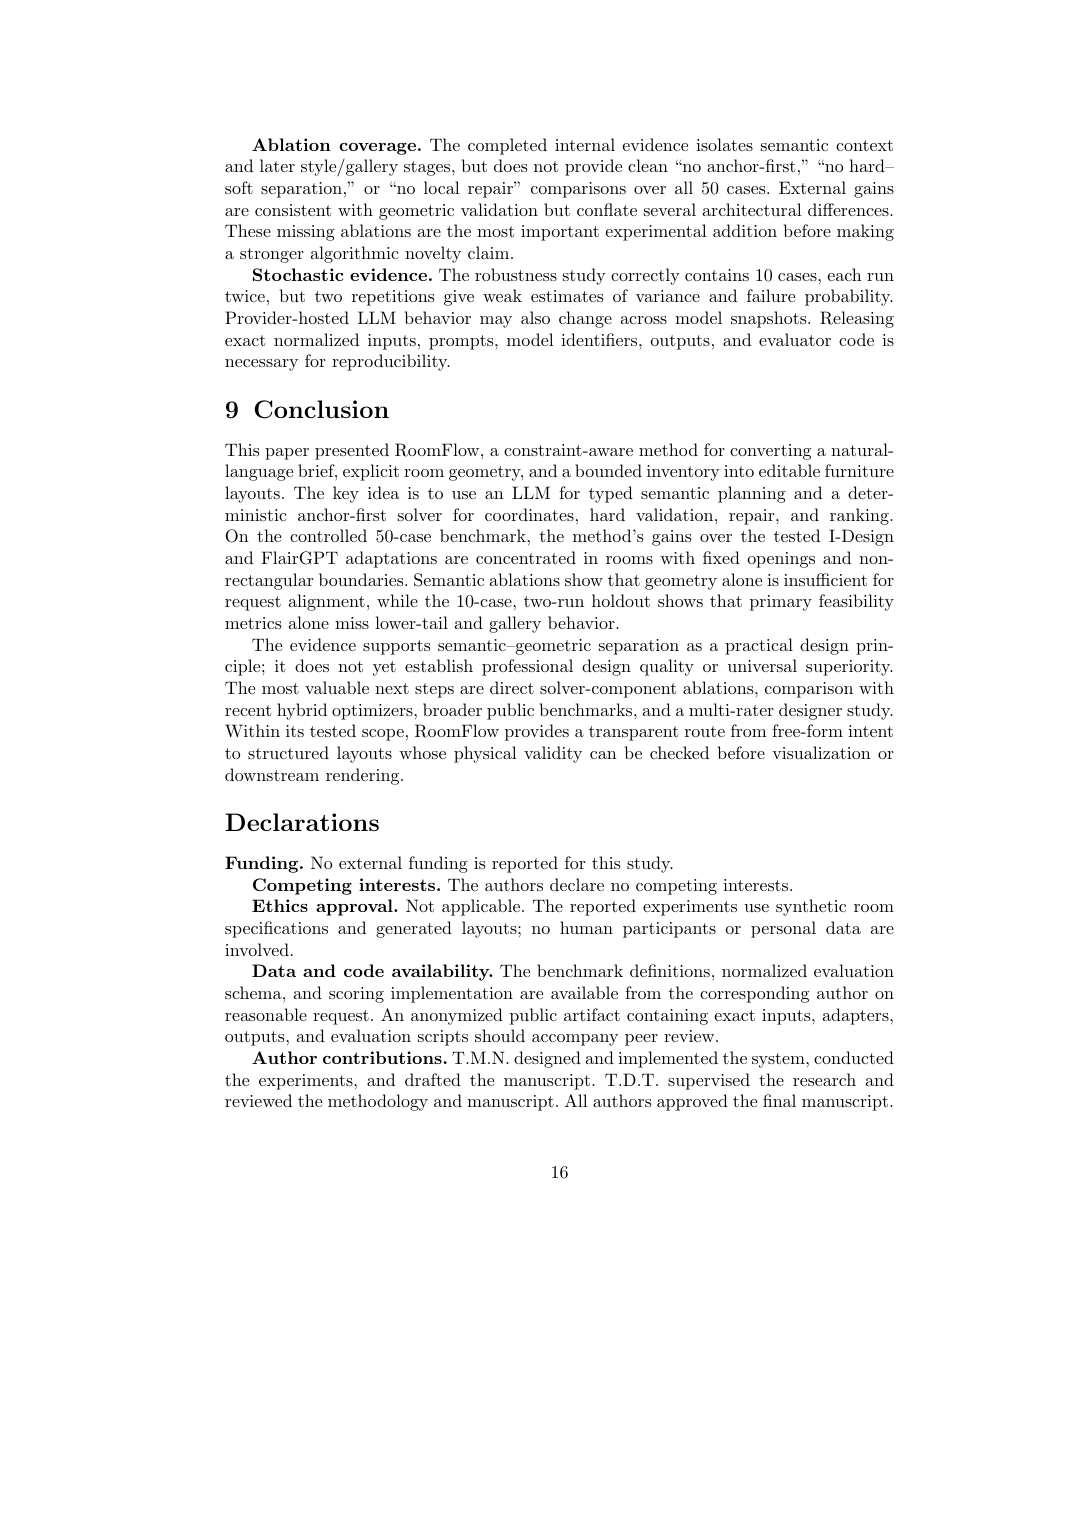 Ablation coverage. The completed internal evidence isolates semantic context
and later style/gallery stages, but does not provide clean “no anchor-first,” “no hard–
soft separation,” or “no local repair” comparisons over all 50 cases. External gains
are consistent with geometric validation but conflate several architectural differences.
These missing ablations are the most important experimental addition before making
a stronger algorithmic novelty claim.
Stochastic evidence. The robustness study correctly contains 10 cases, each run
twice, but two repetitions give weak estimates of variance and failure probability.
Provider-hosted LLM behavior may also change across model snapshots. Releasing
exact normalized inputs, prompts, model identifiers, outputs, and evaluator code is
necessary for reproducibility.
9 Conclusion
This paper presented RoomFlow, a constraint-aware method for converting a natural-
language brief, explicit room geometry, and a bounded inventory into editable furniture
layouts. The key idea is to use an LLM for typed semantic planning and a deter-
ministic anchor-first solver for coordinates, hard validation, repair, and ranking.
On the controlled 50-case benchmark, the method’s gains over the tested I-Design
and FlairGPT adaptations are concentrated in rooms with fixed openings and non-
rectangular boundaries. Semantic ablations show that geometry alone is insufficient for
request alignment, while the 10-case, two-run holdout shows that primary feasibility
metrics alone miss lower-tail and gallery behavior.
The evidence supports semantic–geometric separation as a practical design prin-
ciple; it does not yet establish professional design quality or universal superiority.
The most valuable next steps are direct solver-component ablations, comparison with
recent hybrid optimizers, broader public benchmarks, and a multi-rater designer study.
Within its tested scope, RoomFlow provides a transparent route from free-form intent
to structured layouts whose physical validity can be checked before visualization or
downstream rendering.
Declarations
Funding. No external funding is reported for this study.
Competing interests. The authors declare no competing interests.
Ethics approval. Not applicable. The reported experiments use synthetic room
specifications and generated layouts; no human participants or personal data are
involved.
Data and code availability. The benchmark definitions, normalized evaluation
schema, and scoring implementation are available from the corresponding author on
reasonable request. An anonymized public artifact containing exact inputs, adapters,
outputs, and evaluation scripts should accompany peer review.
Author contributions. T.M.N. designed and implemented the system, conducted
the experiments, and drafted the manuscript. T.D.T. supervised the research and
reviewed the methodology and manuscript. All authors approved the final manuscript.
16